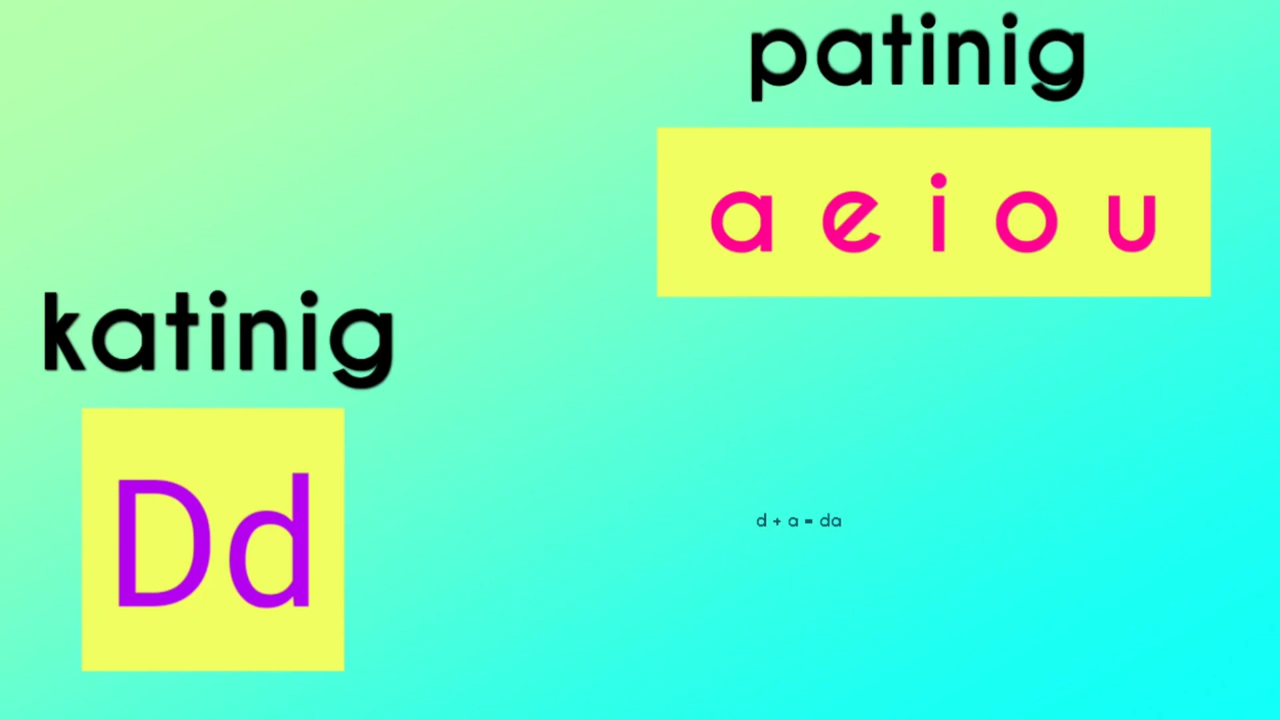 patinig
a e i o u
katinig
Dd
d + a = da